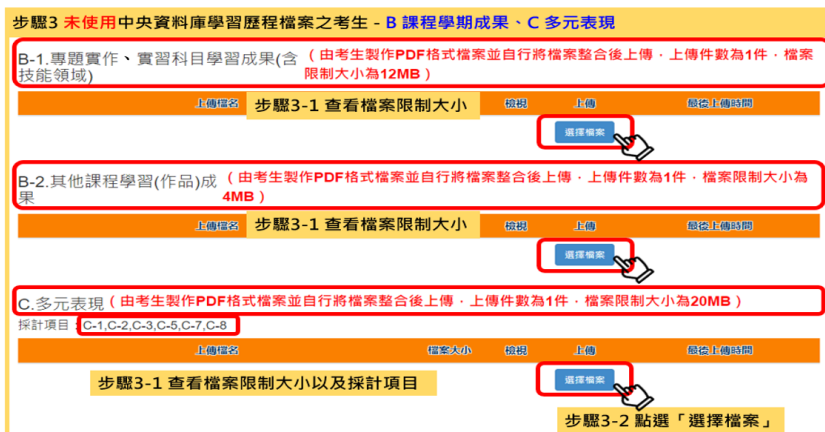 步驟3 未使用中央資料庫學習歷程檔案之考生 - B 課程學期成果、C 多元表現
B-1.專題實作、實習科目學習成果(含技能領域)
（由考生製作PDF格式檔案並自行將檔案整合後上傳，上傳件數為1件，檔案限制大小為12MB）
上傳檔名 步驟3-1 查看檔案限制大小 檢視 上傳 最後上傳時間
選擇檔案
B-2.其他課程學習(作品)成果
（由考生製作PDF格式檔案並自行將檔案整合後上傳，上傳件數為1件，檔案限制大小為4MB）
上傳檔名 步驟3-1 查看檔案限制大小 檢視 上傳 最後上傳時間
選擇檔案
C.多元表現（由考生製作PDF格式檔案並自行將檔案整合後上傳，上傳件數為1件，檔案限制大小為20MB）
採計項目：C-1,C-2,C-3,C-5,C-7,C-8
上傳檔名 檔案大小 檢視 上傳 最後上傳時間
步驟3-1 查看檔案限制大小以及採計項目
選擇檔案
步驟3-2 點選「選擇檔案」